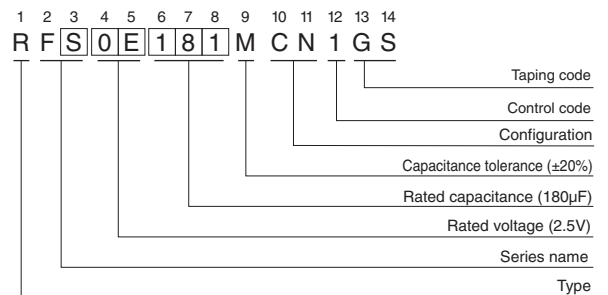 1 2 3 4 5 6 7 8 9 10 11 12 13 14
R F S 0 E 1 8 1 M C N 1 G S
Taping code
Control code
Configuration
Capacitance tolerance (±20%)
Rated capacitance (180µF)
Rated voltage (2.5V)
Series name
Type